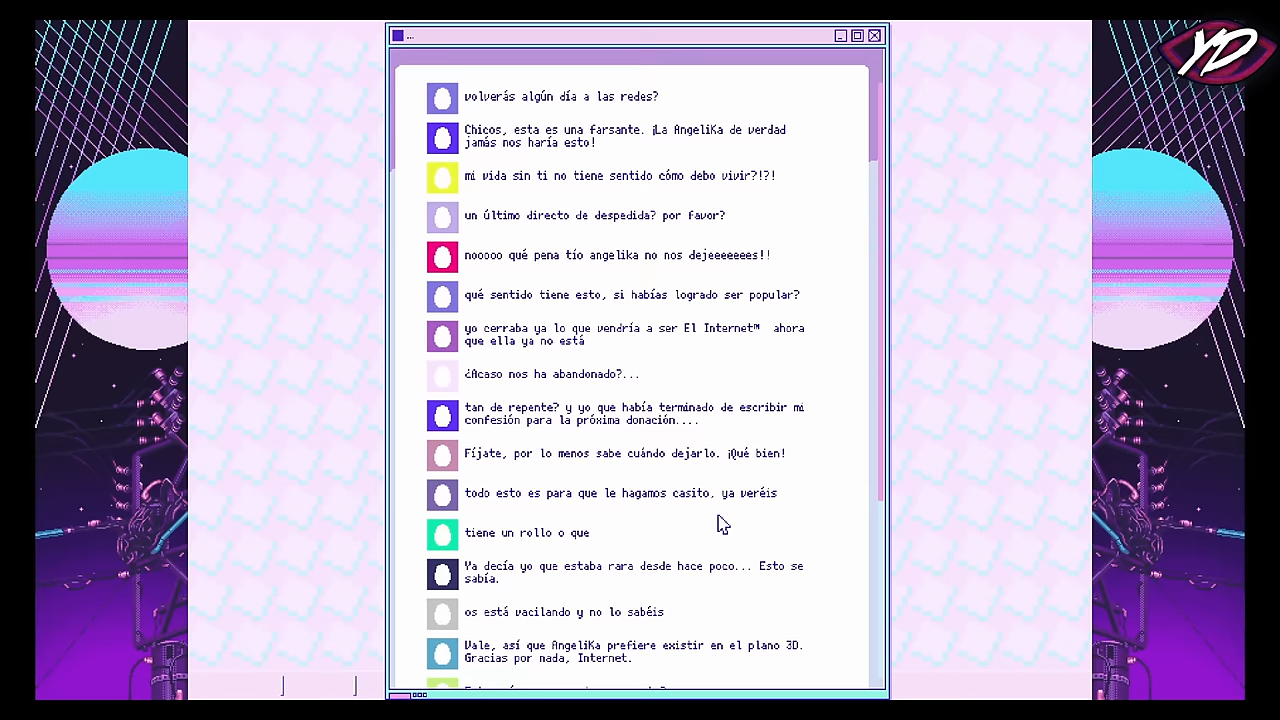 YD
...
volverás algún día a las redes?
Chicos, esta es una farsante. ¡La AngeliKa de verdad
jamás nos haría esto!
mi vida sin ti no tiene sentido cómo debo vivir?!?!
un último directo de despedida? por favor?
nooooo qué pena tío angelika no nos dejeeeeeees!!
qué sentido tiene esto, si habías logrado ser popular?
yo cerraba ya lo que vendría a ser El Internet™ ahora
que ella ya no está
¿Acaso nos ha abandonado?...
tan de repente? y yo que había terminado de escribir mi
confesión para la próxima donación....
Fíjate, por lo menos sabe cuándo dejarlo. ¡Qué bien!
todo esto es para que le hagamos casito, ya veréis
tiene un rollo o que
Ya decía yo que estaba rara desde hace poco... Esto se
sabía.
os está vacilando y no lo sabéis
Vale, así que AngeliKa prefiere existir en el plano 3D.
Gracias por nada, Internet.